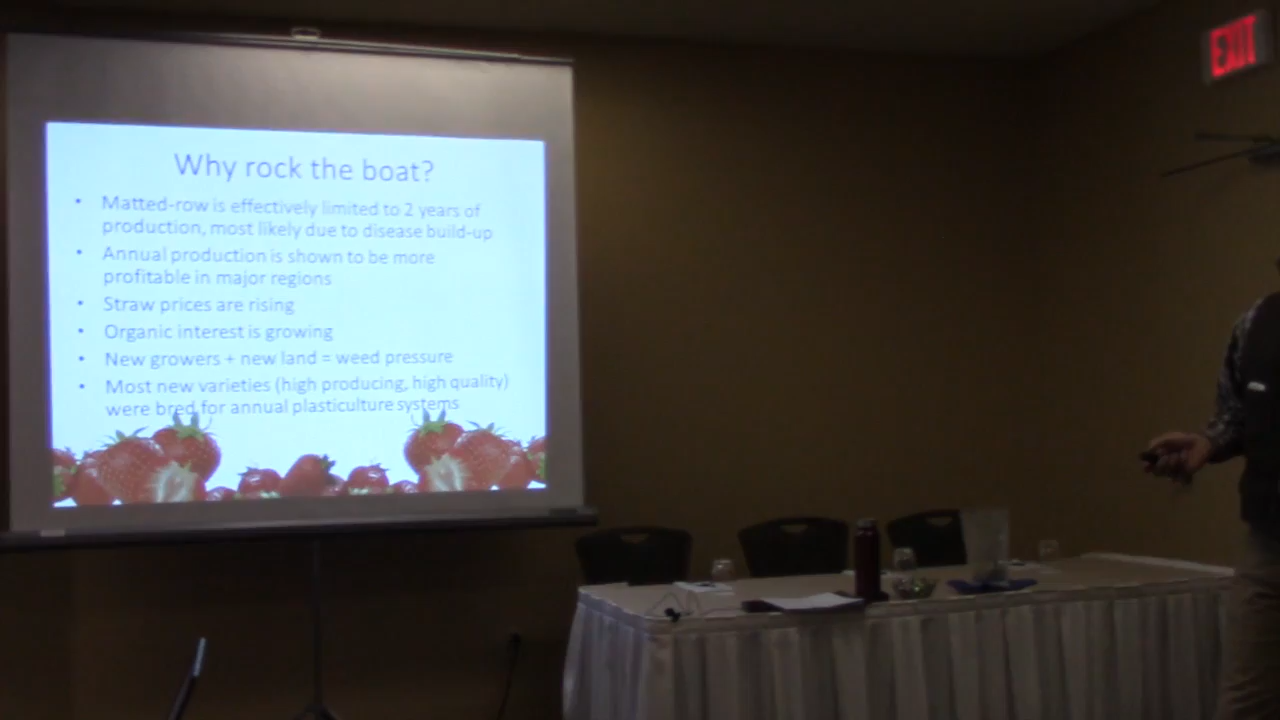 Why rock the boat?
• Matted-row is effectively limited to 2 years of
production, most likely due to disease build-up
• Annual production is shown to be more
profitable in major regions
• Straw prices are rising
• Organic interest is growing
• New growers + new land = weed pressure
• Most new varieties (high producing, high quality)
were bred for annual plasticulture systems
EXIT